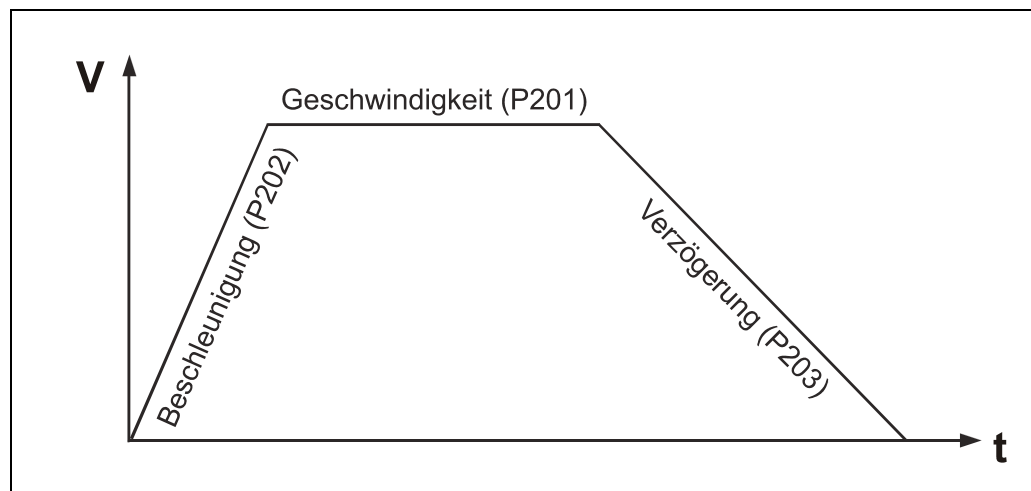 V
Geschwindigkeit (P201)
Beschleunigung (P202)
Verzögerung (P203)
t